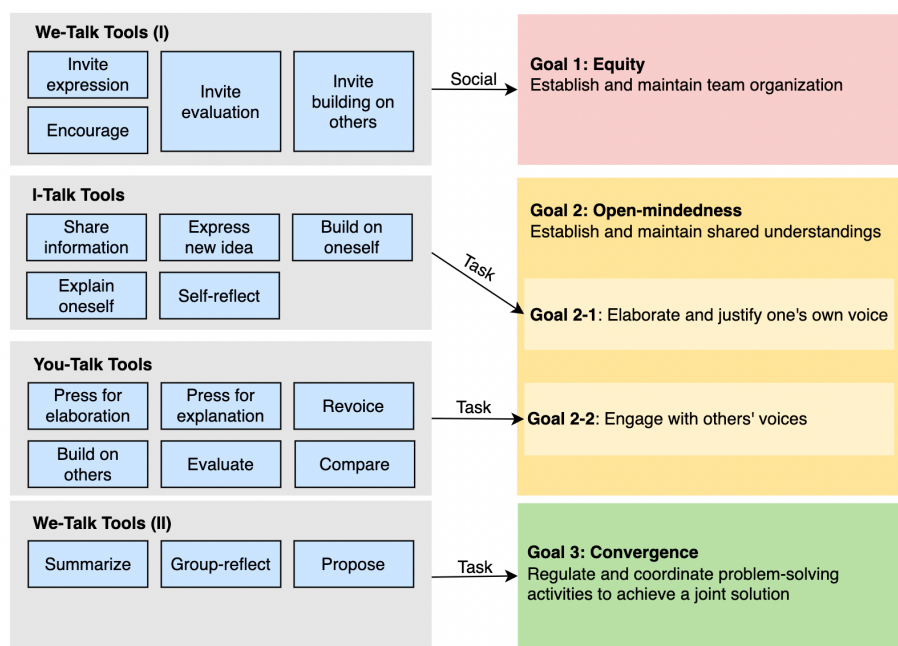 We-Talk Tools (I)
Invite
expression
Encourage
Invite
evaluation
Invite
building on
others
Social
Goal 1: Equity
Establish and maintain team organization
I-Talk Tools
Share
information
Express
new idea
Build on
oneself
Explain
oneself
Self-reflect
Task
Goal 2: Open-mindedness
Establish and maintain shared understandings
Goal 2-1: Elaborate and justify one's own voice
You-Talk Tools
Press for
elaboration
Press for
explanation
Revoice
Build on
others
Evaluate
Compare
Task
Goal 2-2: Engage with others' voices
We-Talk Tools (II)
Summarize
Group-reflect
Propose
Task
Goal 3: Convergence
Regulate and coordinate problem-solving
activities to achieve a joint solution